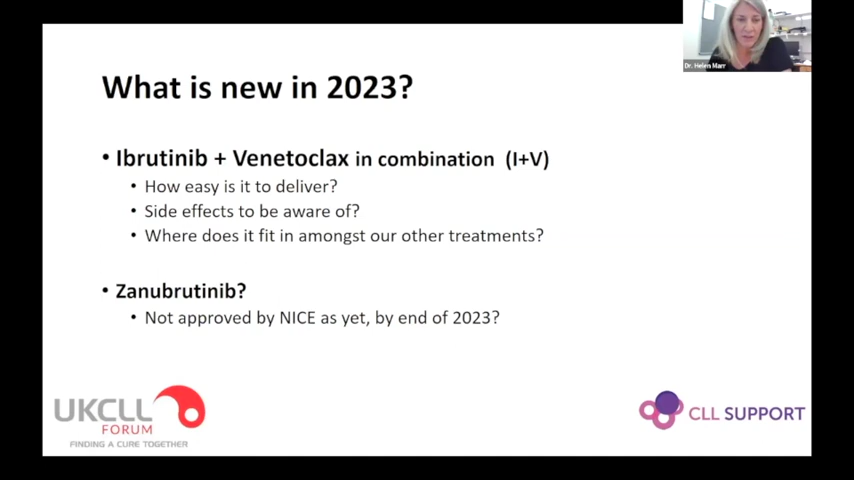 Dr. Helen Marr
What is new in 2023?
• Ibrutinib + Venetoclax in combination (I+V)
• How easy is it to deliver?
• Side effects to be aware of?
• Where does it fit in amongst our other treatments?
• Zanubrutinib?
• Not approved by NICE as yet, by end of 2023?
UKCLL
FORUM
FINDING A CURE TOGETHER
CLL SUPPORT